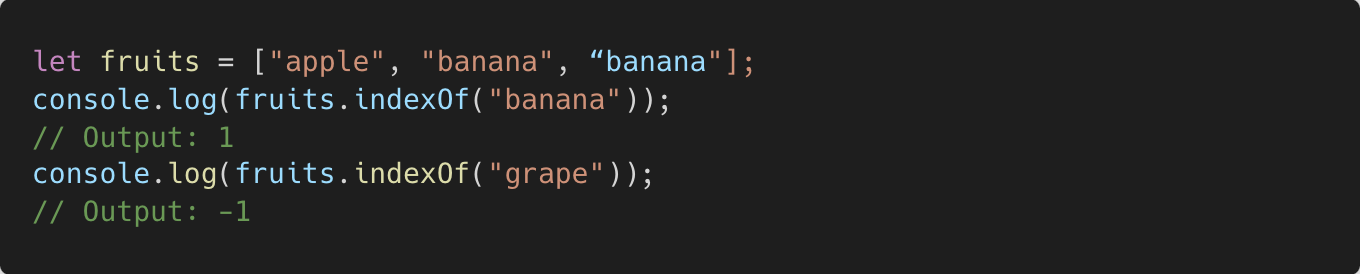 let fruits = ["apple", "banana", “banana"];
console.log(fruits.indexOf("banana"));
// Output: 1
console.log(fruits.indexOf("grape"));
// Output: -1